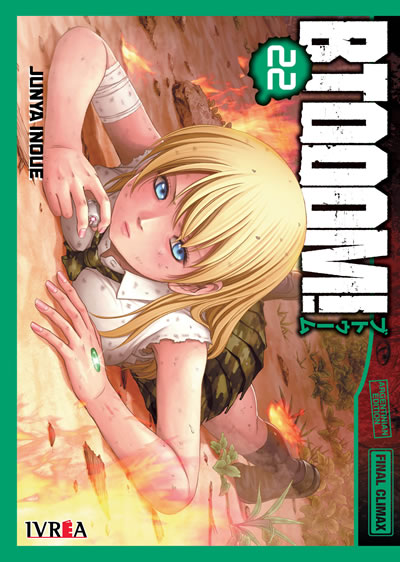 BTOOOM!
ブトゥーム
22
JUNYA INOUE
ARGENTINIAN
EDITION
FINAL CLIMAX
IVREA